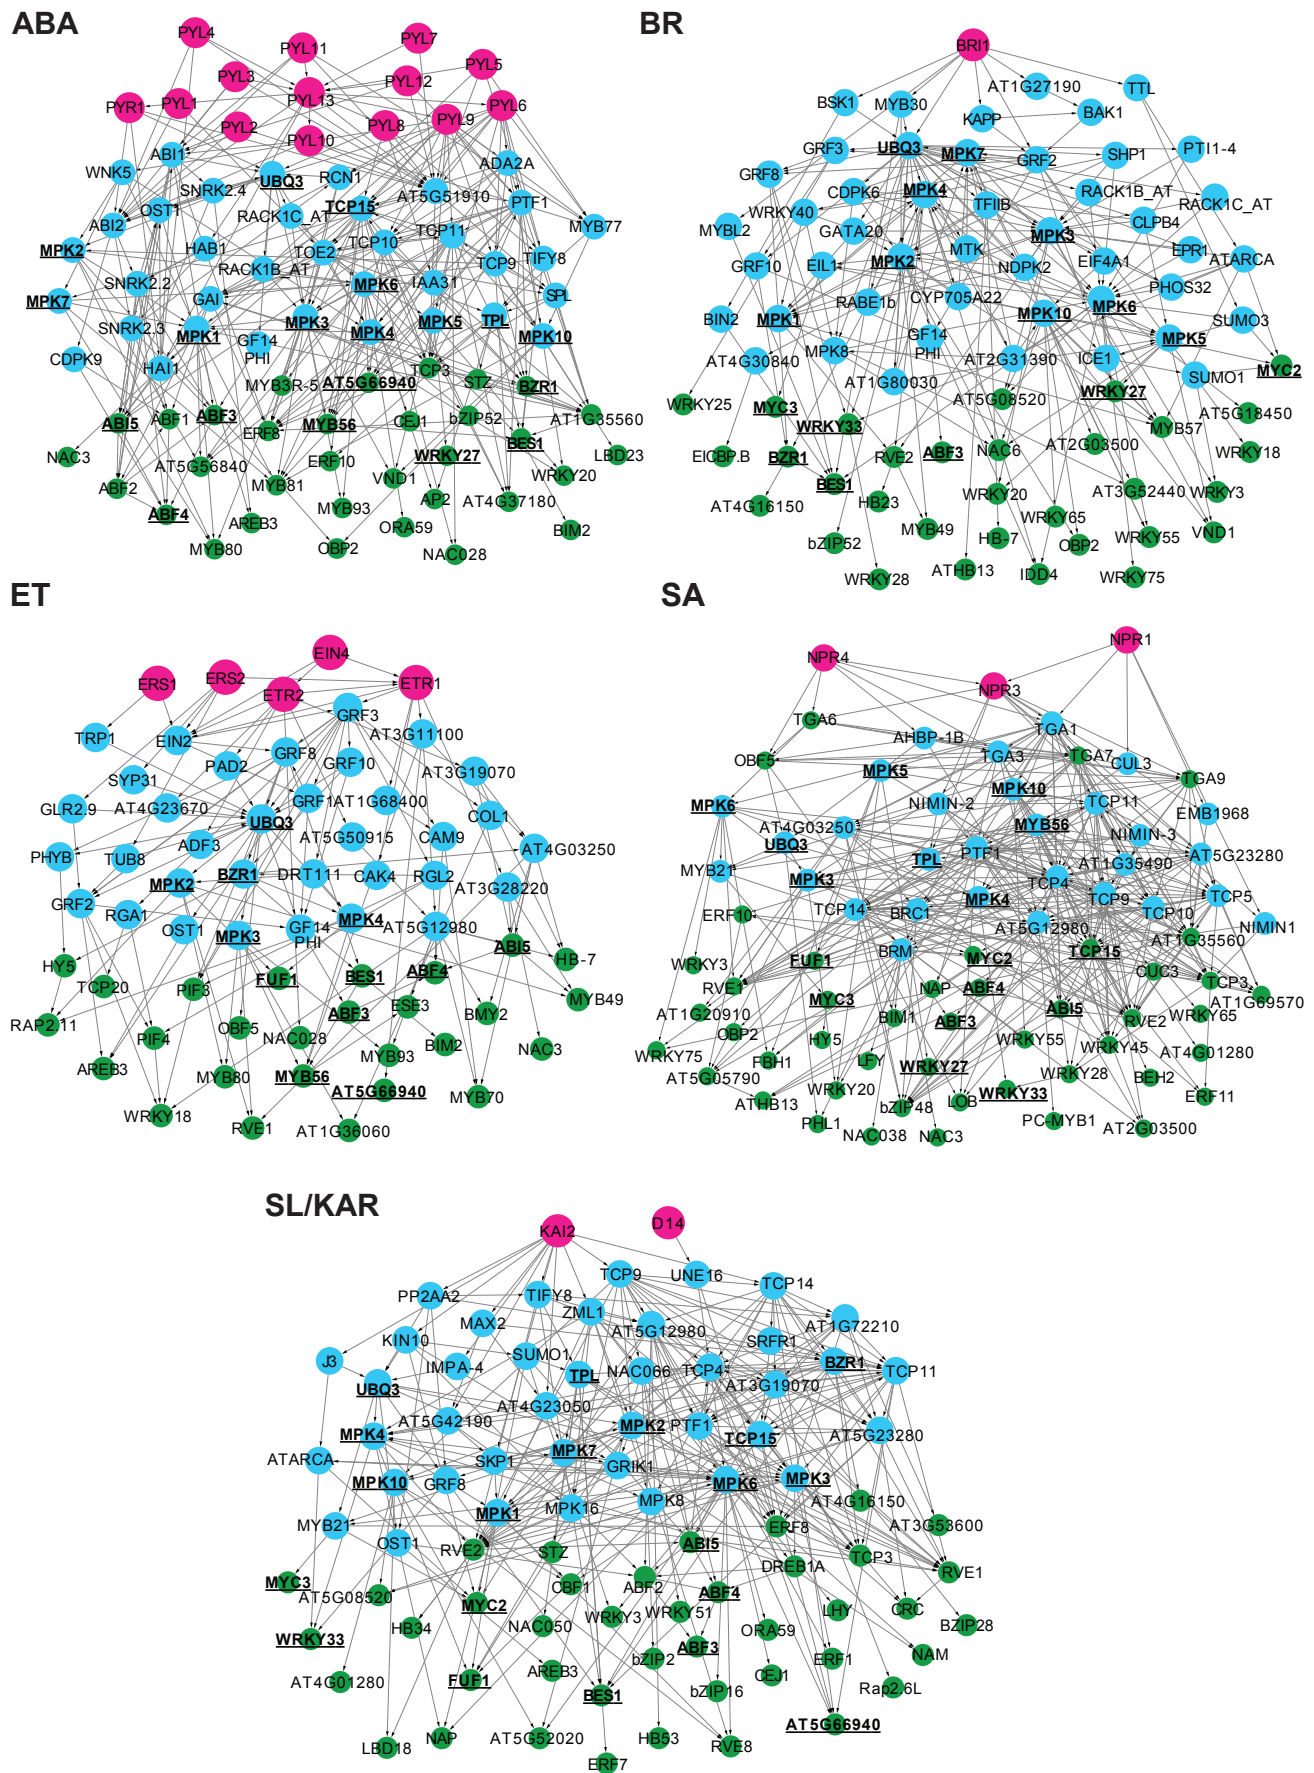 ABA
PYL4
PYL11
PYL7
PYL5
PYL3
PYL12
PYL13
PYR1
PYL1
PYL6
PYL2
PYL10
PYL8
PYL9
ABI1
ADA2A
WNK5
UBQ3
RCN1
SNRK2.4
AT5G51910
PTF1
OST1
RACK1C_AT
TCP15
MYB77
ABI2
HAB1
TOE2
TCP10
TCP11
MPK2
RACK1B_AT
TCP9
TIFY8
SNRK2.2
MPK6
IAA31
MPK7
GAI
SPL
SNRK2.3
MPK1
MPK3
MPK4
MPK5
TPL
MPK10
GF14
PHI
CDPK9
HAI1
MYB3R-5
AT5G66940
TCP3
STZ
BZR1
ABI5
ABF1
ABF3
ERF8
MYB56
CEJ1
bZIP52
AT1G35560
BES1
NAC3
AT5G56840
ERF10
WRKY27
LBD23
ABF2
MYB81
VND1
WRKY20
ABF4
AREB3
MYB93
AP2
AT4G37180
ORA59
BIM2
MYB80
OBP2
NAC028
BR
BRI1
AT1G27190
TTL
BSK1
MYB30
KAPP
BAK1
GRF3
UBQ3
MPK7
GRF2
SHP1
PTI1-4
GRF8
CDPK6
MPK4
RACK1B_AT
RACK1C_AT
WRKY40
TFIIB
CLPB4
MYBL2
GATA20
MPK3
GRF10
EIL1
MPK2
MTK
NDPK2
EIF4A1
EPR1
ATARCA
PHOS32
RABE1b
CYP705A22
BIN2
MPK1
MPK10
MPK6
SUMO3
MPK8
GF14
PHI
AT2G31390
ICE1
MPK5
AT4G30840
AT1G80030
SUMO1
MYC2
WRKY25
MYC3
AT5G08520
WRKY27
AT5G18450
WRKY33
MYB57
EICBP.B
BZR1
RVE2
ABF3
NAC6
AT2G03500
WRKY18
BES1
AT4G16150
HB23
WRKY20
AT3G52440
WRKY3
MYB49
WRKY65
bZIP52
HB-7
OBP2
WRKY55
VND1
WRKY28
ATHB13
IDD4
WRKY75
ET
EIN4
ERS1
ERS2
ETR2
ETR1
GRF3
TRP1
EIN2
AT3G11100
GRF8
PAD2
GRF10
AT3G19070
SYP31
GLR2.9
AT4G23670
GRF1
AT1G68400
COL1
UBQ3
AT5G50915
CAM9
PHYB
TUB8
ADF3
AT4G03250
MPK2
BZR1
DRT111
CAK4
RGL2
AT3G28220
GRF2
RGA1
MPK4
OST1
MPK3
GF14
PHI
AT5G12980
HY5
ABI5
HB-7
TCP20
PIF3
FUF1
BES1
ABF4
MYB49
RAP2.11
PIF4
OBF5
NAC028
ABF3
ESE3
BMY2
AREB3
MYB80
MYB93
BIM2
NAC3
MYB56
AT5G66940
MYB70
WRKY18
RVE1
AT1G36060
SA
NPR4
NPR1
NPR3
TGA6
TGA1
AHBP-1B
OBF5
TGA3
TGA7
CUL3
MPK5
TGA9
MPK6
NIMIN-2
MPK10
TCP11
EMB1968
AT4G03250
MYB56
NIMIN-3
UBQ3
TPL
PTF1
AT1G35490
AT5G23280
MYB21
MPK3
TCP4
TCP9
TCP5
TCP14
BRC1
MPK4
TCP10
ERF10
AT5G12980
NIMIN1
AT1G35560
BRM
TCP15
WRKY3
FUF1
MYC2
CUC3
RVE1
NAP
ABF4
TCP3
AT1G69570
AT1G20910
MYC3
ABI5
BIM1
ABF3
RVE2
WRKY65
OBP2
HY5
WRKY55
WRKY45
WRKY75
FBH1
LFY
WRKY27
AT4G01280
AT5G05790
WRKY20
WRKY28
BEH2
ATHB13
WRKY33
ERF11
PHL1
bZIP48
LOB
PC-MYB1
AT2G03500
NAC038
NAC3
SL/KAR
KAI2
D14
TCP9
UNE16
TCP14
PP2AA2
TIFY8
ZML1
MAX2
AT5G12980
AT1G72210
KIN10
SRFR1
J3
IMPA-4
SUMO1
TPL
NAC066
TCP4
BZR1
TCP11
UBQ3
AT3G19070
AT4G23050
AT5G42190
MPK2
PTF1
TCP15
AT5G23280
MPK4
MPK7
ATARCA
SKP1
GRIK1
MPK10
GRF8
MPK6
MPK3
MPK1
MPK16
MPK8
AT4G16150
MYB21
ERF8
AT3G53600
OST1
RVE2
STZ
ABI5
DREB1A
TCP3
RVE1
MYC3
AT5G08520
CBF1
ABF2
ABF4
MYC2
WRKY3
WRKY51
LHY
CRC
HB34
NAC050
ORA59
BZIP28
WRKY33
ABF3
AT4G01280
FUF1
AREB3
bZIP2
CEJ1
ERF1
NAM
BES1
bZIP16
Rap2.6L
AT5G66940
LBD18
NAP
AT5G52020
HB53
RVE8
ERF7